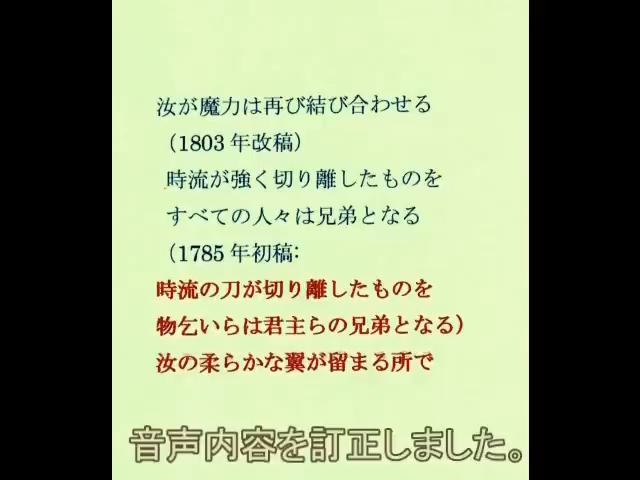 汝が魔力は再び結び合わせる
（1803 年改稿）
時流が強く切り離したものを
すべての人々は兄弟となる
（1785 年初稿:
時流の刀が切り離したものを
物乞いらは君主らの兄弟となる）
汝の柔らかな翼が留まる所で
音声内容を訂正しました。